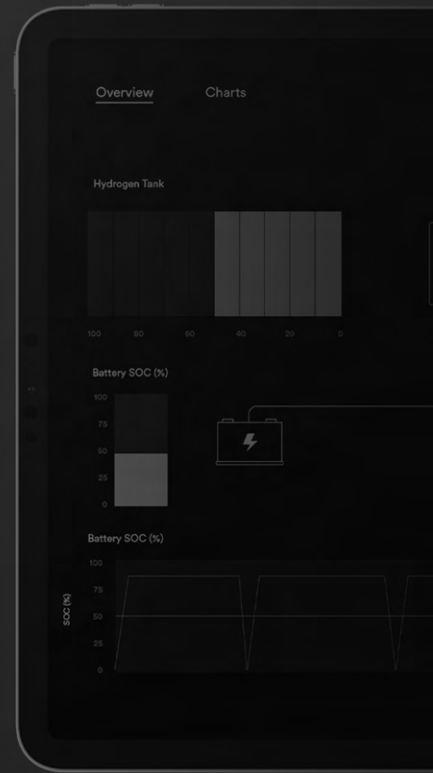 Overview Charts
Hydrogen Tank
100 80 60 40 20 0
Battery SOC (%)
100
75
50
25
0
Battery SOC (%)
100
75
50
25
0
SOC (%)